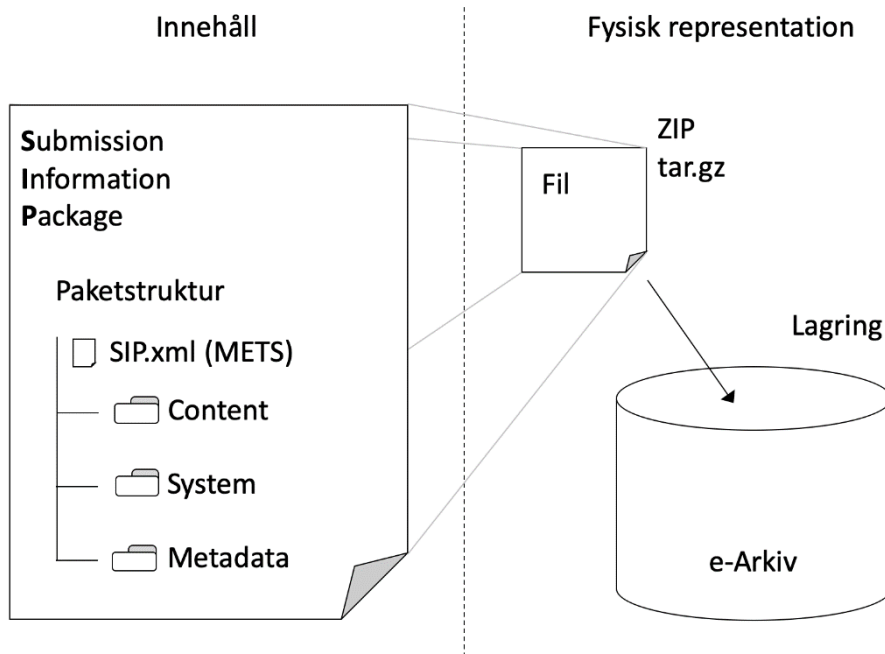 Innehåll
Fysisk representation
Submission
Information
Package
Paketstruktur
SIP.xml (METS)
Content
System
Metadata
ZIP
tar.gz
Fil
Lagring
e-Arkiv